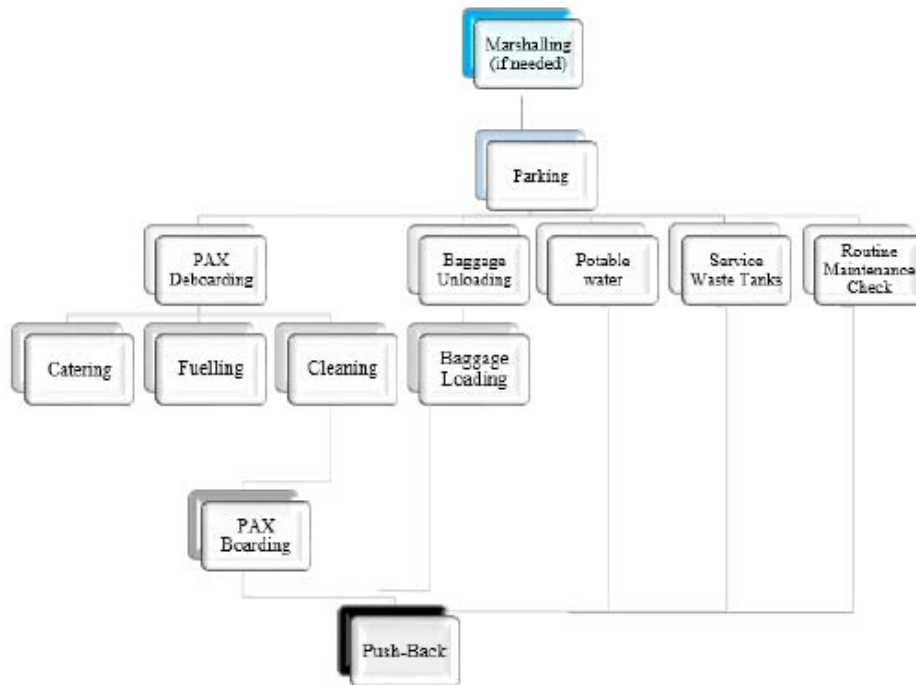 Marshalling
(if needed)
Parking
PAX
Deboarding
Baggage
Unloading
Potable
water
Service
Waste Tanks
Routine
Maintenance
Check
Catering
Fuelling
Cleaning
Baggage
Loading
PAX
Boarding
Push-Back